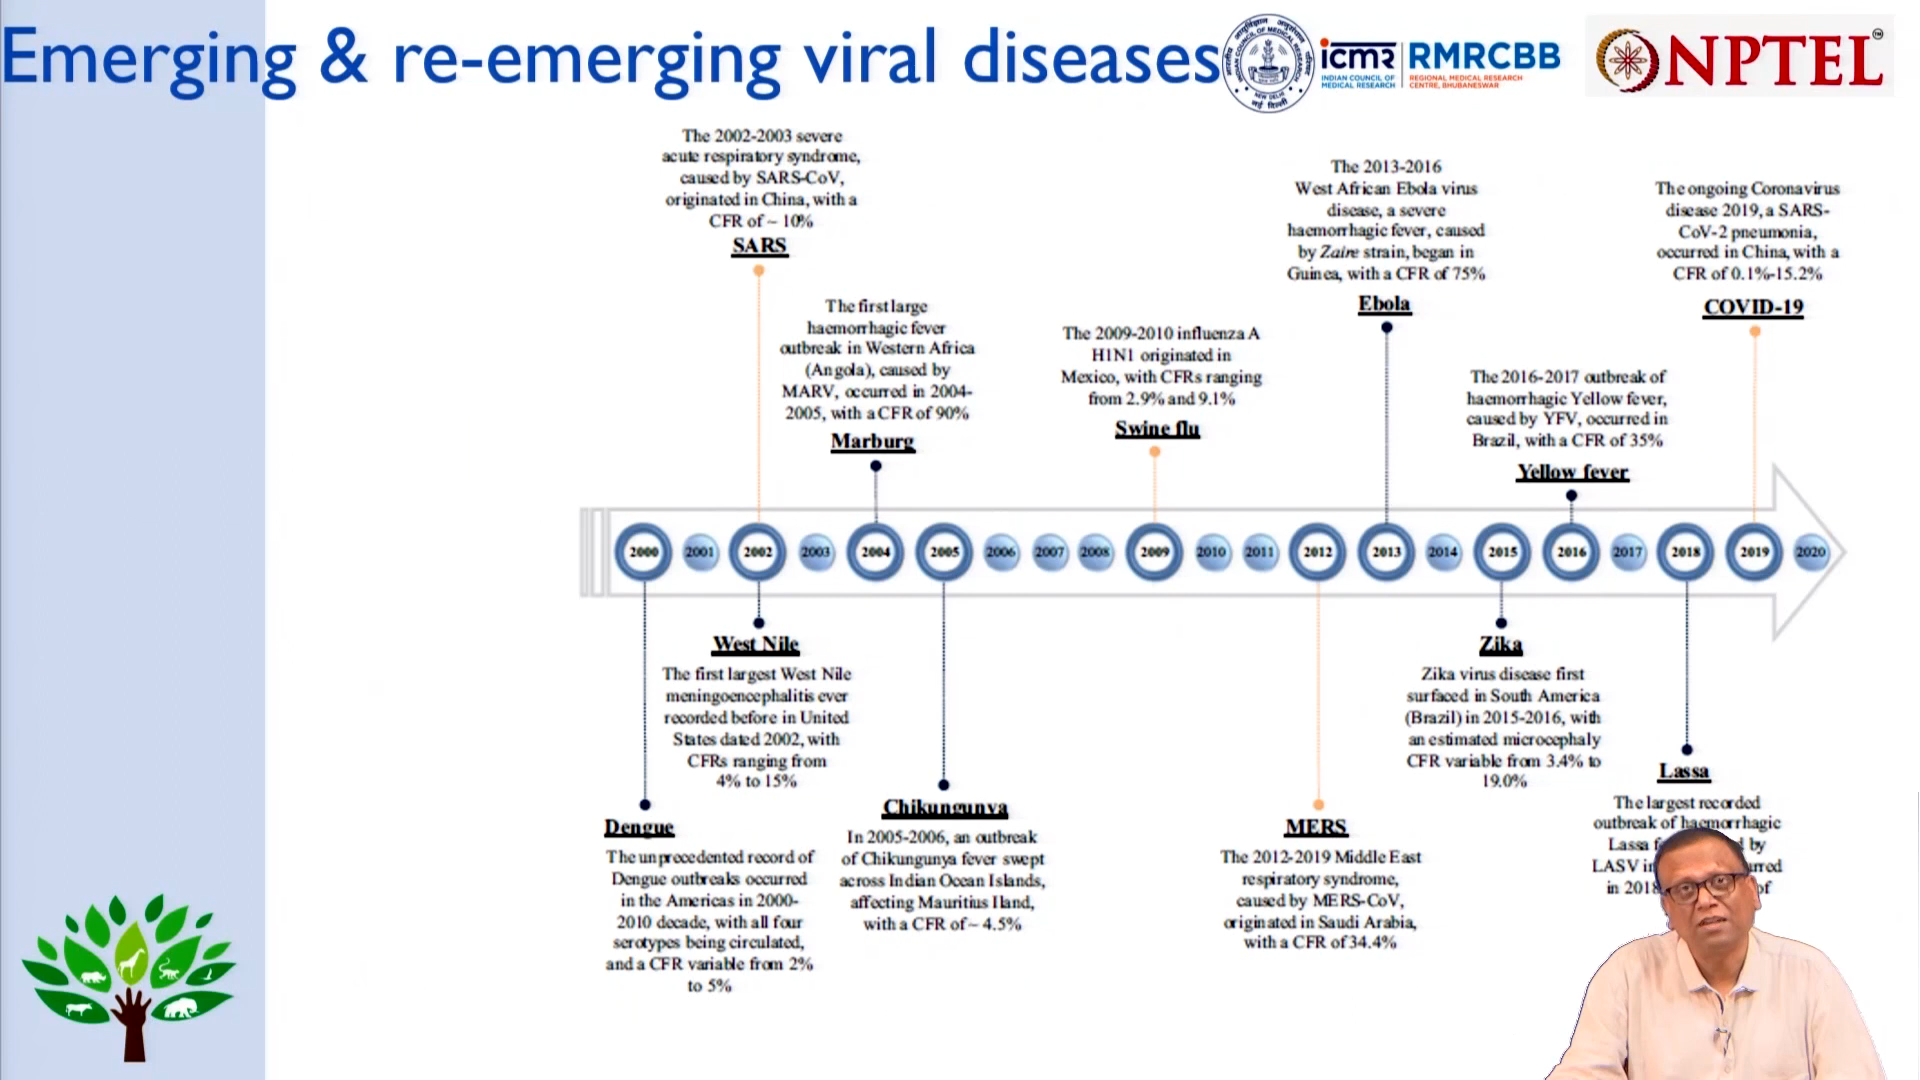 Emerging & re-emerging viral diseases
icmr
INDIAN COUNCIL OF
MEDICAL RESEARCH
RMRCBB
REGIONAL MEDICAL RESEARCH
CENTRE, BHUBANESWAR
NPTEL
The 2002-2003 severe
acute respiratory syndrome,
caused by SARS-CoV,
originated in China, with a
CFR of ~ 10%
SARS
The first large
haemorrhagic fever
outbreak in Western Africa
(Angola), caused by
MARV, occurred in 2004-
2005, with a CFR of 90%
Marburg
The 2009-2010 influenza A
H1N1 originated in
Mexico, with CFRs ranging
from 2.9% and 9.1%
Swine flu
The 2013-2016
West African Ebola virus
disease, a severe
haemorrhagic fever, caused
by Zaire strain, began in
Guinea, with a CFR of 75%
Ebola
The 2016-2017 outbreak of
haemorrhagic Yellow fever,
caused by YFV, occurred in
Brazil, with a CFR of 35%
Yellow fever
The ongoing Coronavirus
disease 2019, a SARS-
CoV-2 pneumonia,
occurred in China, with a
CFR of 0.1%-15.2%
COVID-19
2000 2001 2002 2003 2004 2005 2006 2007 2008 2009 2010 2011 2012 2013 2014 2015 2016 2017 2018 2019 2020
Dengue
The unprecedented record of
Dengue outbreaks occurred
in the Americas in 2000-
2010 decade, with all four
serotypes being circulated,
and a CFR variable from 2%
to 5%
West Nile
The first largest West Nile
meningoencephalitis ever
recorded before in United
States dated 2002, with
CFRs ranging from
4% to 15%
Chikungunya
In 2005-2006, an outbreak
of Chikungunya fever swept
across Indian Ocean Islands,
affecting Mauritius Iland,
with a CFR of ~ 4.5%
MERS
The 2012-2019 Middle East
respiratory syndrome,
caused by MERS-CoV,
originated in Saudi Arabia,
with a CFR of 34.4%
Zika
Zika virus disease first
surfaced in South America
(Brazil) in 2015-2016, with
an estimated microcephaly
CFR variable from 3.4% to
19.0%
Lassa
The largest recorded
outbreak of haemorrhagic
Lassa by
LASV in
in 2018 of